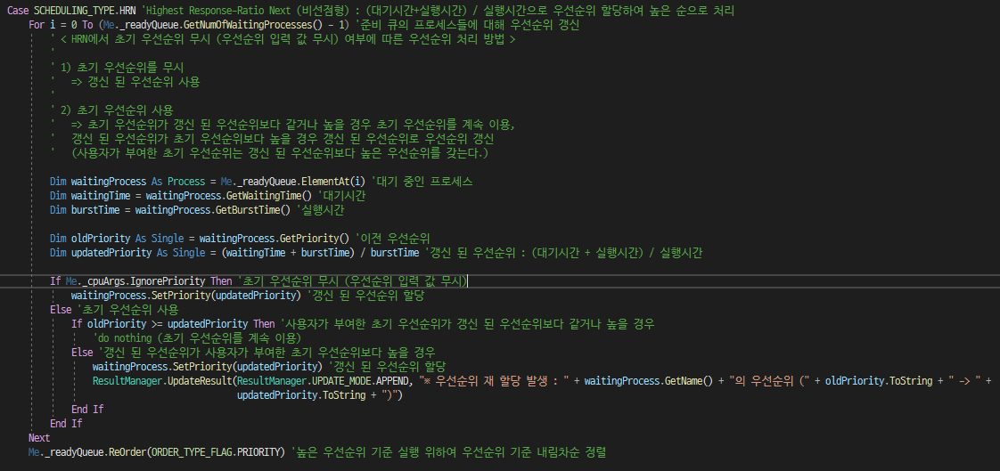 Case SCHEDULING_TYPE.HRN 'Highest Response-Ratio Next (비선점형) : (대기시간+실행시간) / 실행시간으로 우선순위 할당하여 높은 순으로 처리
For i = 0 To (Me._readyQueue.GetNumOfWaitingProcesses() - 1) '준비 큐의 프로세스들에 대해 우선순위 갱신
' < HRN에서 초기 우선순위 무시 (우선순위 입력 값 무시) 여부에 따른 우선순위 처리 방법 >
'
' 1) 초기 우선순위를 무시
'   => 갱신 된 우선순위 사용
'
' 2) 초기 우선순위 사용
'   => 초기 우선순위가 갱신 된 우선순위보다 같거나 높을 경우 초기 우선순위를 계속 이용,
'   갱신 된 우선순위가 초기 우선순위보다 높을 경우 갱신 된 우선순위로 우선순위 갱신
'   (사용자가 부여한 초기 우선순위는 갱신 된 우선순위보다 높은 우선순위를 갖는다.)
Dim waitingProcess As Process = Me._readyQueue.ElementAt(i) '대기 중인 프로세스
Dim waitingTime = waitingProcess.GetWaitingTime() '대기시간
Dim burstTime = waitingProcess.GetBurstTime() '실행시간
Dim oldPriority As Single = waitingProcess.GetPriority() '이전 우선순위
Dim updatedPriority As Single = (waitingTime + burstTime) / burstTime '갱신 된 우선순위 : (대기시간 + 실행시간) / 실행시간
If Me._cpuArgs.IgnorePriority Then '초기 우선순위 무시 (우선순위 입력 값 무시)
waitingProcess.SetPriority(updatedPriority) '갱신 된 우선순위 할당
Else '초기 우선순위 사용
If oldPriority >= updatedPriority Then '사용자가 부여한 초기 우선순위가 갱신 된 우선순위보다 같거나 높을 경우
'do nothing (초기 우선순위를 계속 이용)
Else '갱신 된 우선순위가 사용자가 부여한 초기 우선순위보다 높을 경우
waitingProcess.SetPriority(updatedPriority) '갱신 된 우선순위 할당
ResultManager.UpdateResult(ResultManager.UPDATE_MODE.APPEND, "※ 우선순위 재 할당 발생 : " + waitingProcess.GetName() + "의 우선순위 (" + oldPriority.ToString + " -> " +
updatedPriority.ToString + ")")
End If
End If
Next
Me._readyQueue.ReOrder(ORDER_TYPE_FLAG.PRIORITY) '높은 우선순위 기준 실행 위하여 우선순위 기준 내림차순 정렬